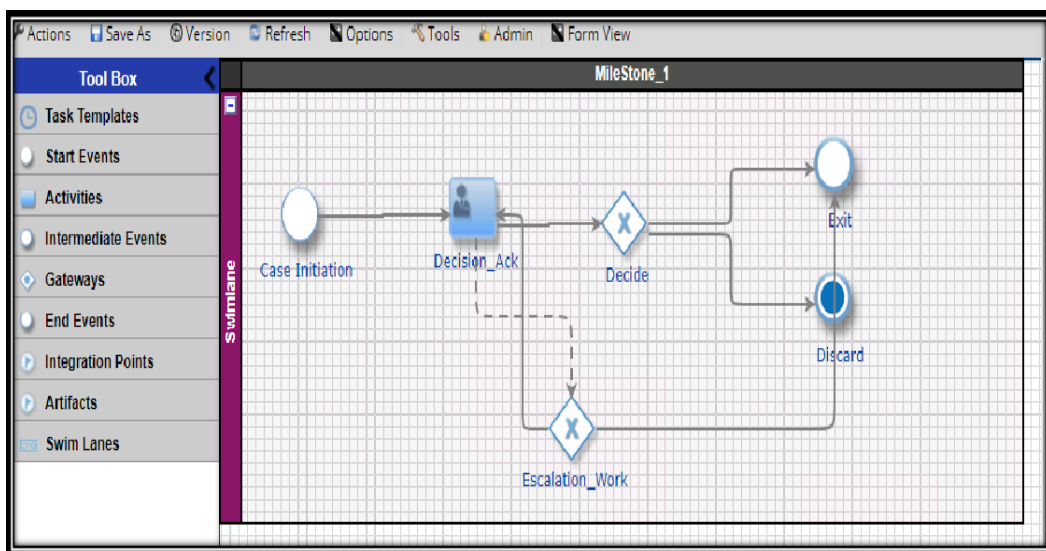 Actions Save As Version Refresh Options Tools Admin Form View
Tool Box
MileStone_1
Task Templates
Start Events
Activities
Intermediate Events
Gateways
End Events
Integration Points
Artifacts
Swim Lanes
Swimlane
Case Initiation
Decision_Ack
X
Decide
Exit
Discard
X
Escalation_Work